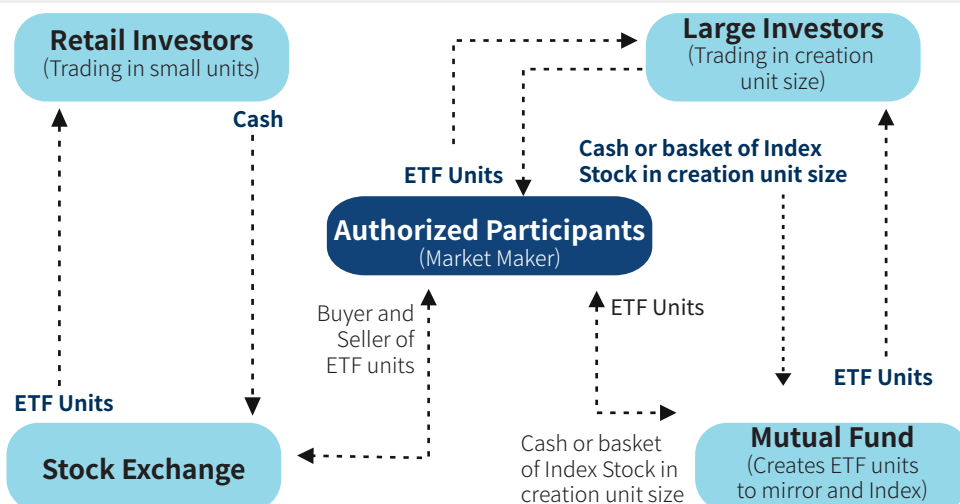 Retail Investors
(Trading in small units)
Large Investors
(Trading in creation
unit size)
Cash
ETF Units
Cash or basket of Index
Stock in creation unit size
Authorized Participants
(Market Maker)
Buyer and
Seller of
ETF units
ETF Units
ETF Units
ETF Units
Stock Exchange
Cash or basket
of Index Stock in
creation unit size
Mutual Fund
(Creates ETF units
to mirror and Index)